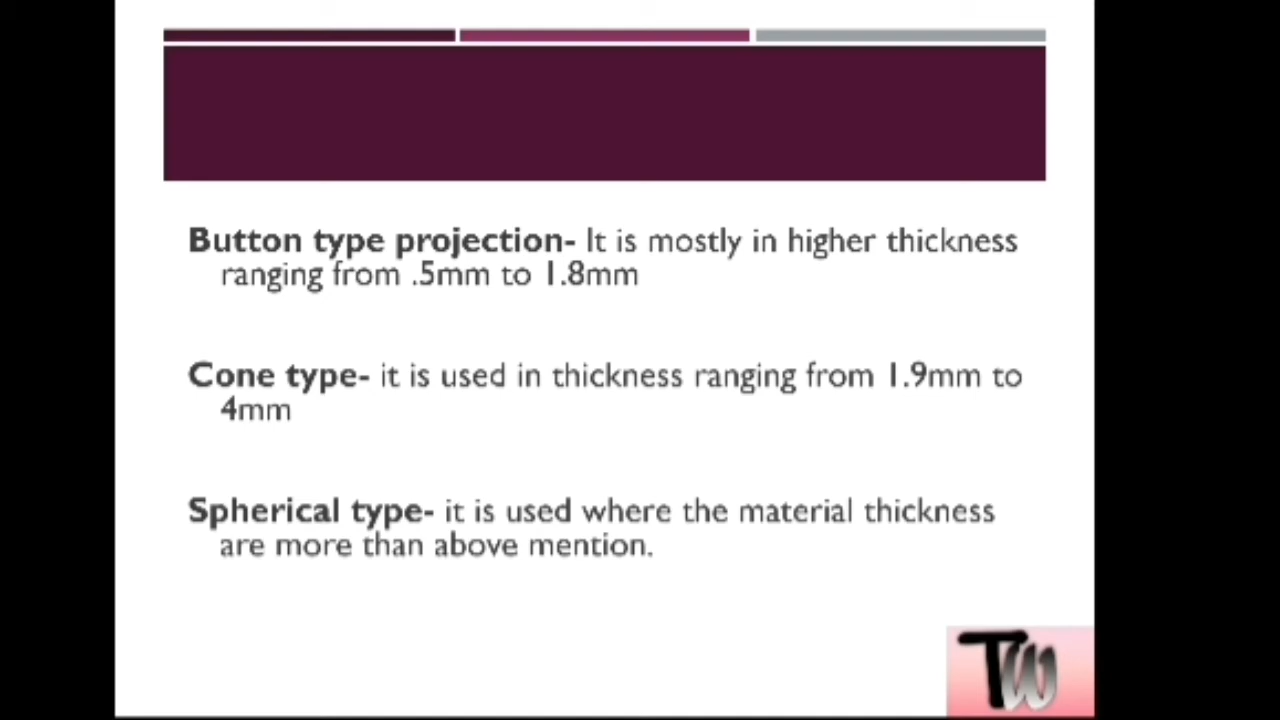 Button type projection- It is mostly in higher thickness
ranging from .5mm to 1.8mm
Cone type- it is used in thickness ranging from 1.9mm to
4mm
Spherical type- it is used where the material thickness
are more than above mention.
TW